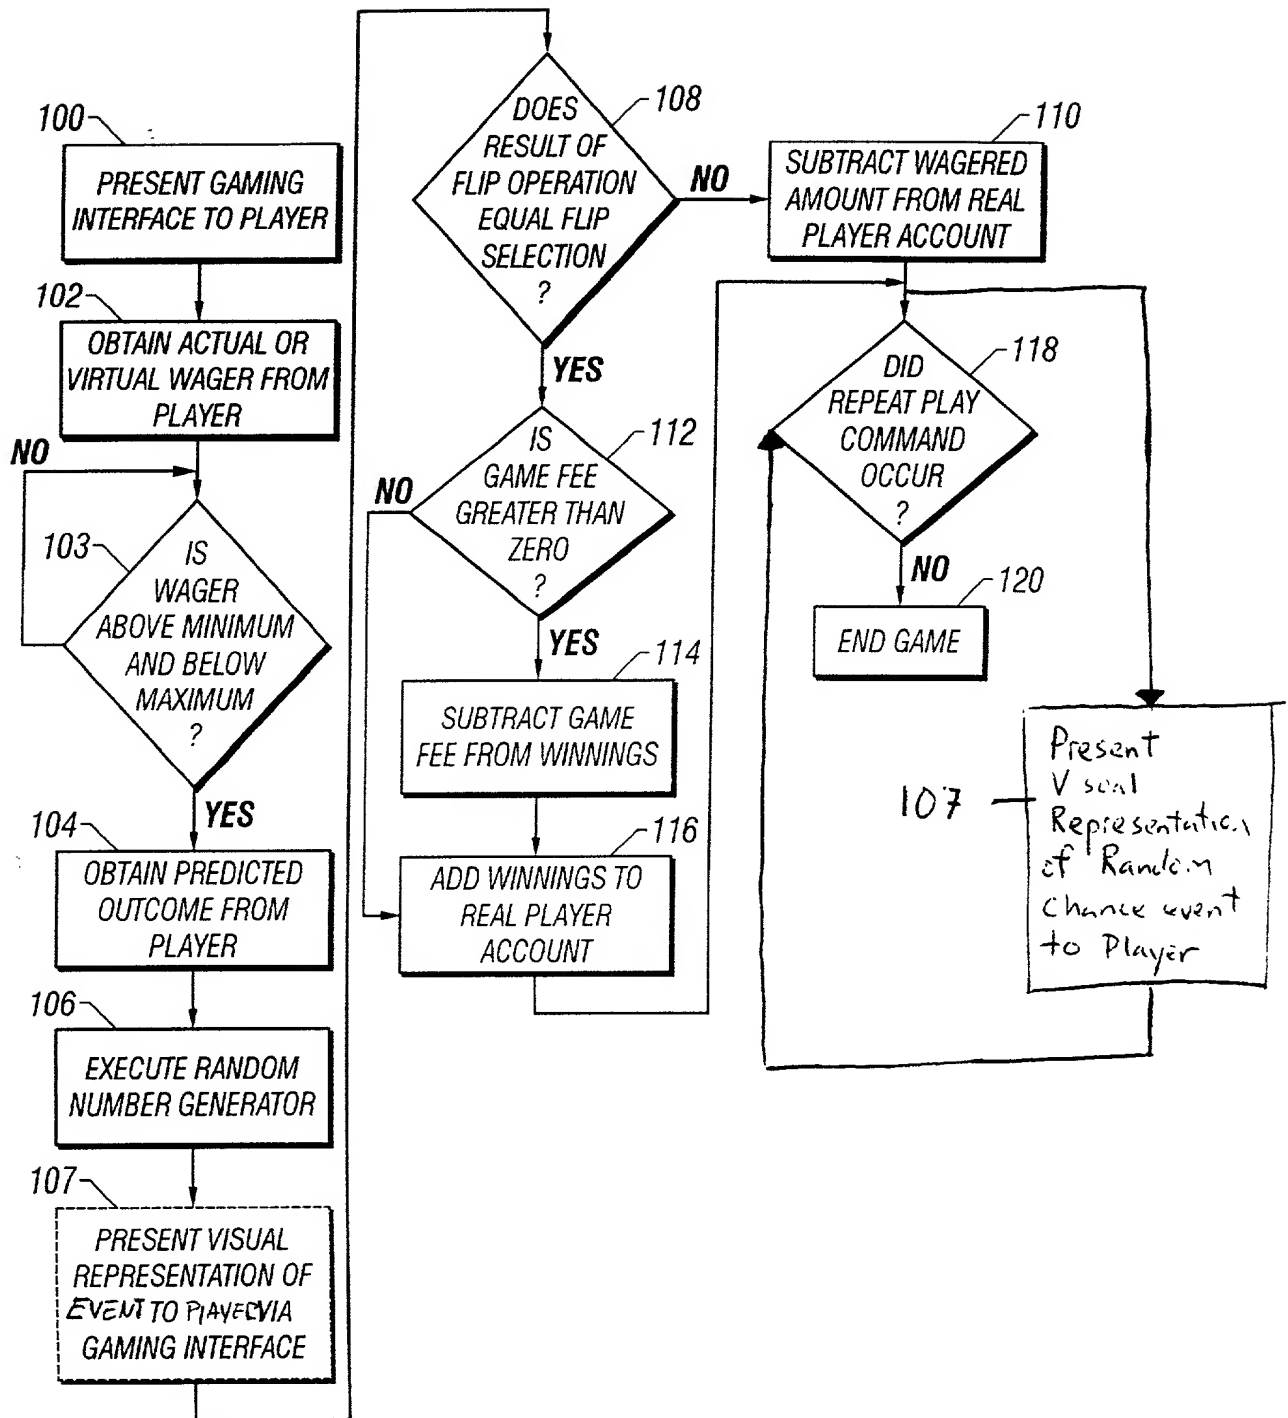 100
PRESENT GAMING
INTERFACE TO PLAYER
102
OBTAIN ACTUAL OR
VIRTUAL WAGER FROM
PLAYER
NO
103
IS
WAGER
ABOVE MINIMUM
AND BELOW
MAXIMUM
?
YES
104
OBTAIN PREDICTED
OUTCOME FROM
PLAYER
106
EXECUTE RANDOM
NUMBER GENERATOR
107
PRESENT VISUAL
REPRESENTATION OF
EVENT TO PLAYER VIA
GAMING INTERFACE
108
DOES
RESULT OF
FLIP OPERATION
EQUAL FLIP
SELECTION
?
NO
YES
112
IS
GAME FEE
GREATER THAN
ZERO
?
NO
YES
114
SUBTRACT GAME
FEE FROM WINNINGS
116
ADD WINNINGS TO
REAL PLAYER
ACCOUNT
110
SUBTRACT WAGERED
AMOUNT FROM REAL
PLAYER ACCOUNT
118
DID
REPEAT PLAY
COMMAND
OCCUR
?
NO
120
END GAME
107
Present
Vsual
Representation
of Random
chance event
to Player